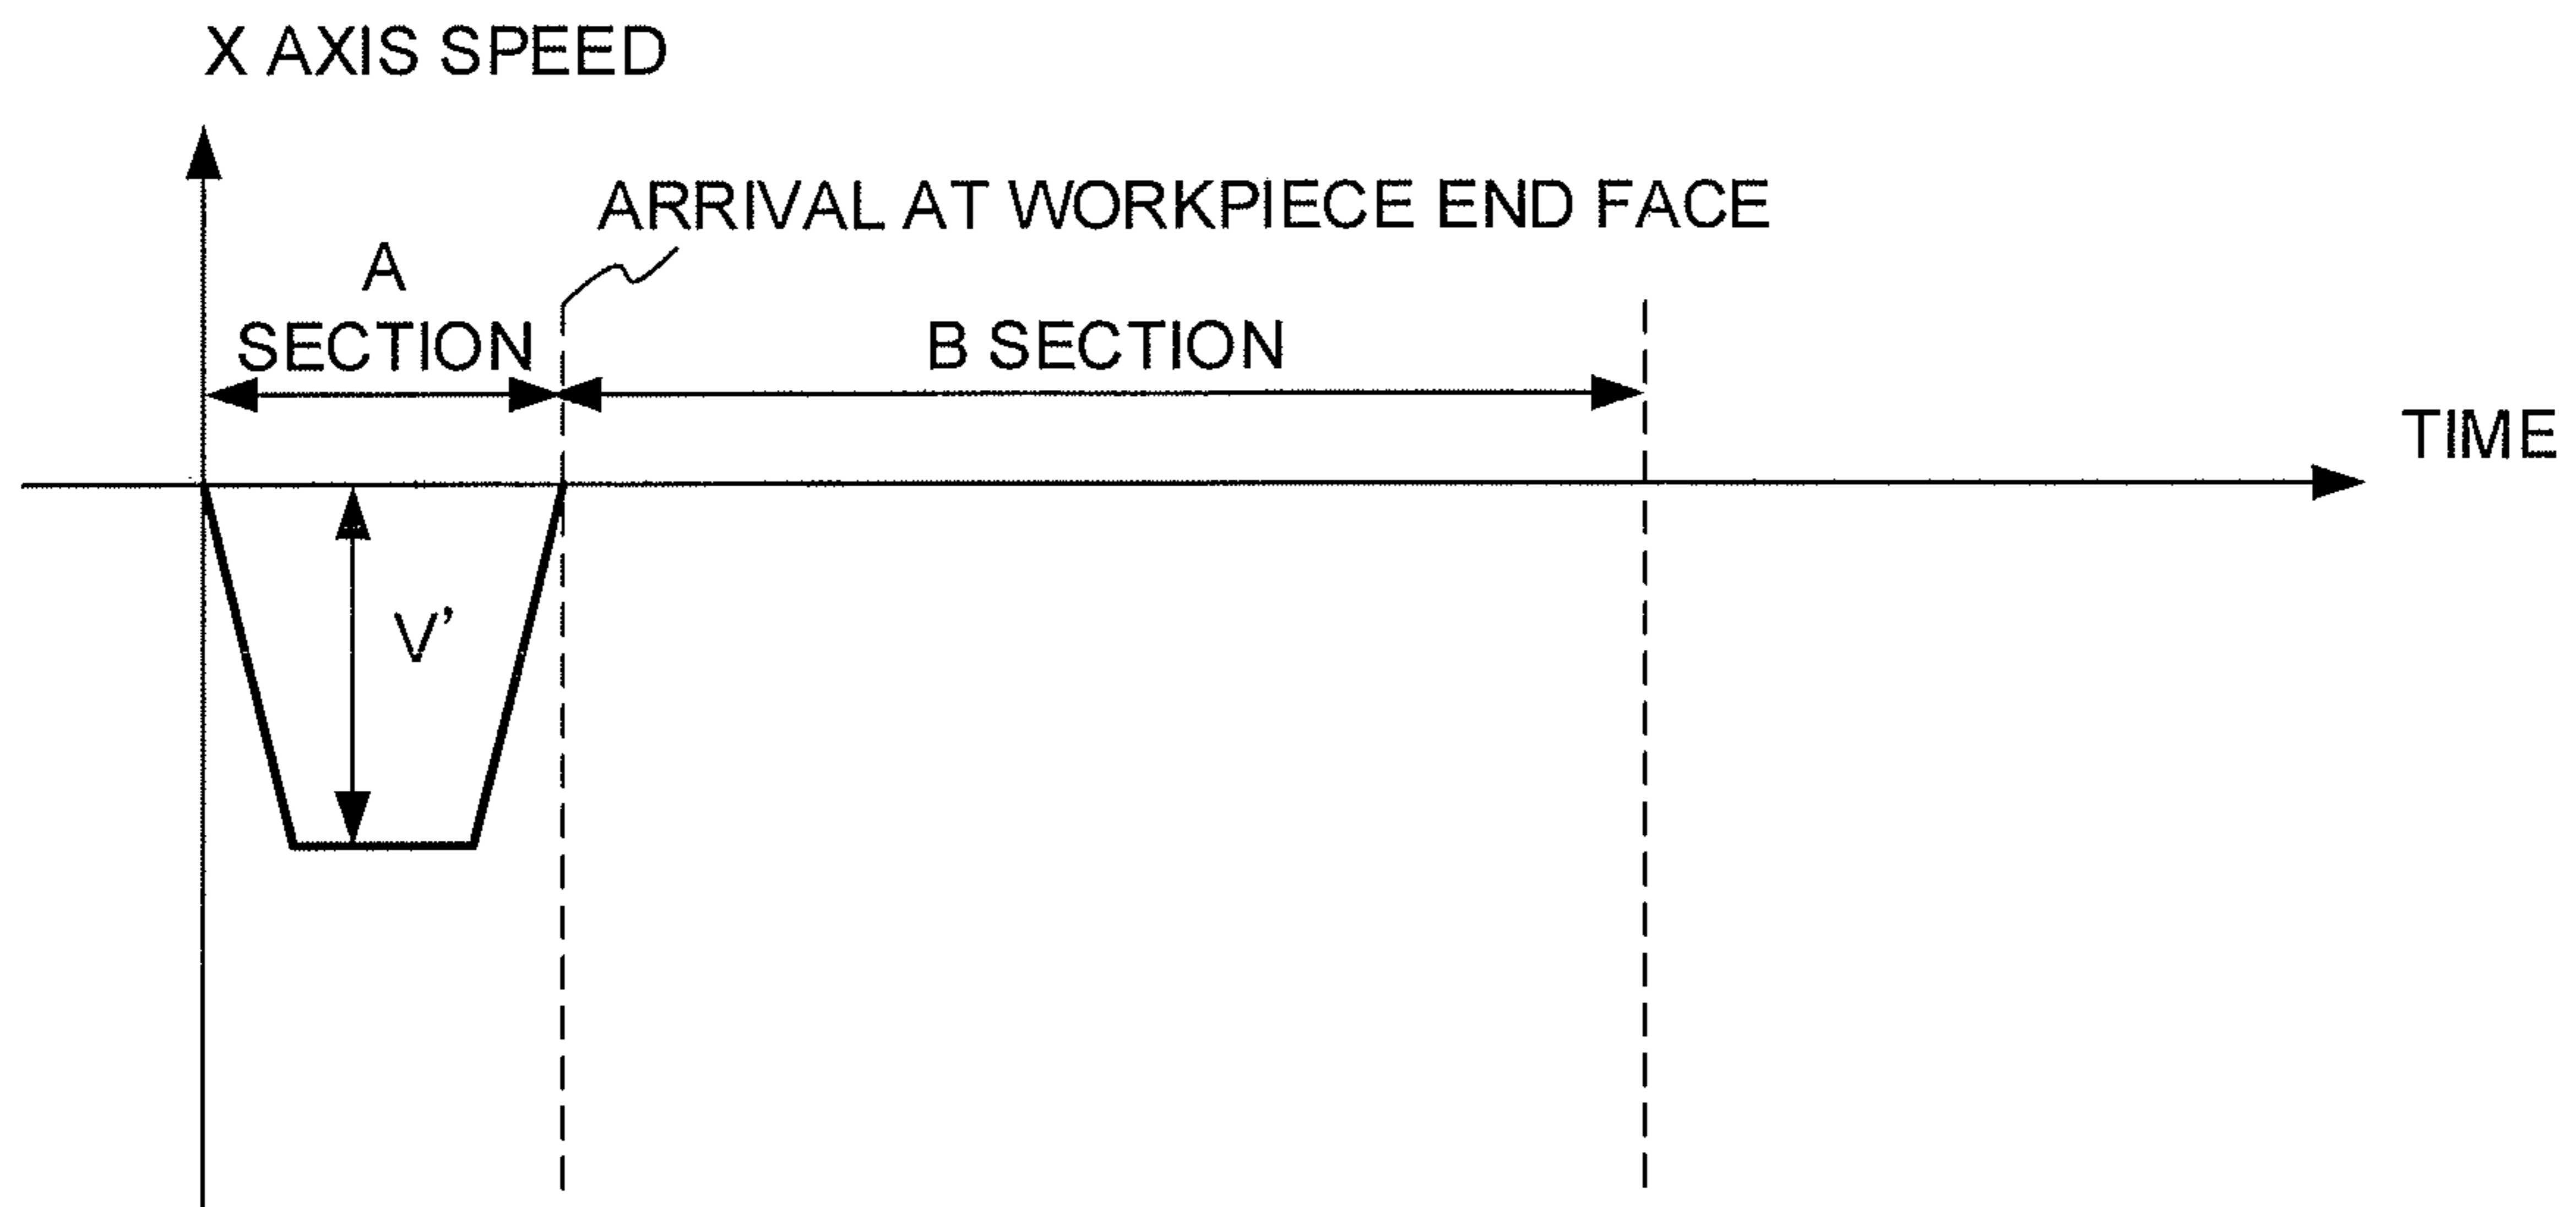 X AXIS SPEED
ARRIVAL AT WORKPIECE END FACE
A
SECTION
B SECTION
TIME
V’